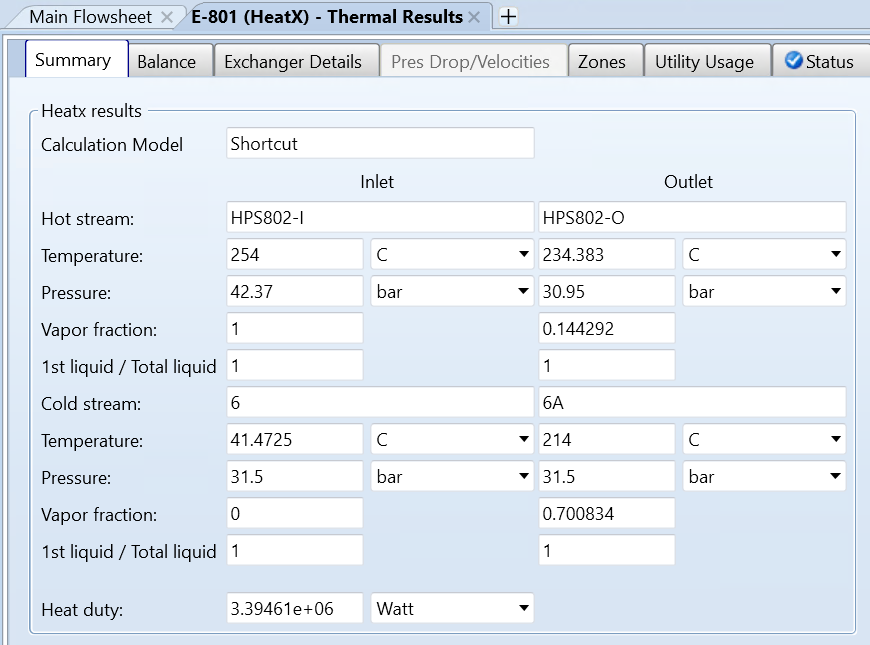 Main Flowsheet × E-801 (HeatX) - Thermal Results × +
Summary Balance Exchanger Details Pres Drop/Velocities Zones Utility Usage Status
Heatx results
Calculation Model Shortcut
Inlet Outlet
Hot stream: HPS802-I HPS802-O
Temperature: 254 C 234.383 C
Pressure: 42.37 bar 30.95 bar
Vapor fraction: 1 0.144292
1st liquid / Total liquid 1 1
Cold stream: 6 6A
Temperature: 41.4725 C 214 C
Pressure: 31.5 bar 31.5 bar
Vapor fraction: 0 0.700834
1st liquid / Total liquid 1 1
Heat duty: 3.39461e+06 Watt